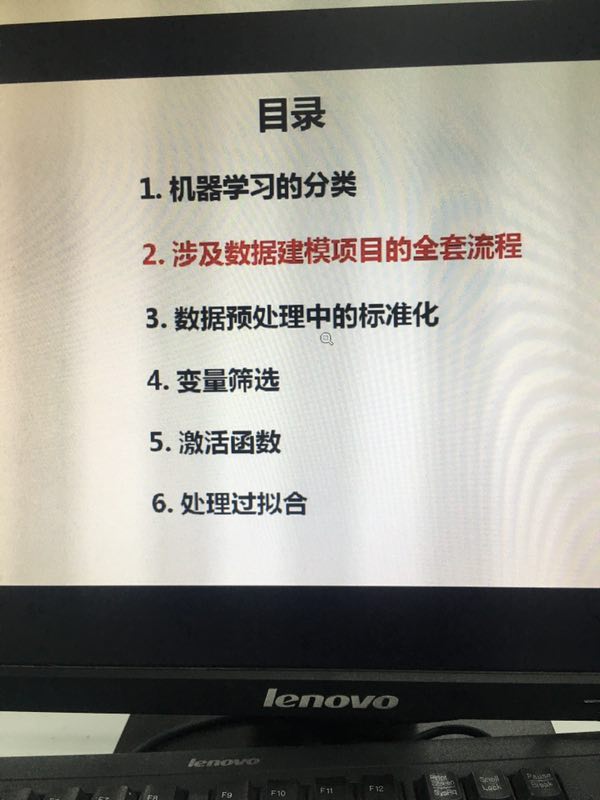 目录
1. 机器学习的分类
2. 涉及数据建模项目的全套流程
3. 数据预处理中的标准化
4. 变量筛选
5. 激活函数
6. 处理过拟合
lenovo
lenovo
F7 F8 F9 F10 F11 F12 Print Screen SysRq Scroll Lock Pause Break